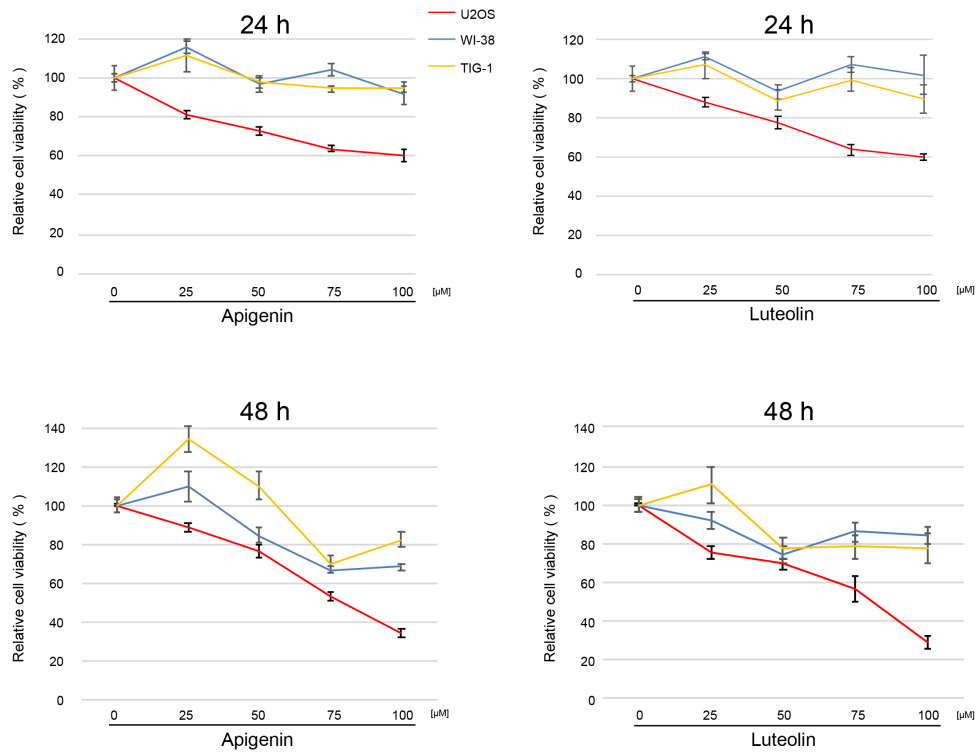 24 h
U2OS
WI-38
TIG-1
Relative cell viability ( % )
120
100
80
60
40
20
0
0 25 50 75 100 [μM]
Apigenin
24 h
Relative cell viability ( % )
120
100
80
60
40
20
0
0 25 50 75 100 [μM]
Luteolin
48 h
Relative cell viability ( % )
140
120
100
80
60
40
20
0
0 25 50 75 100 [μM]
Apigenin
48 h
Relative cell viability ( % )
140
120
100
80
60
40
20
0
0 25 50 75 100 [μM]
Luteolin